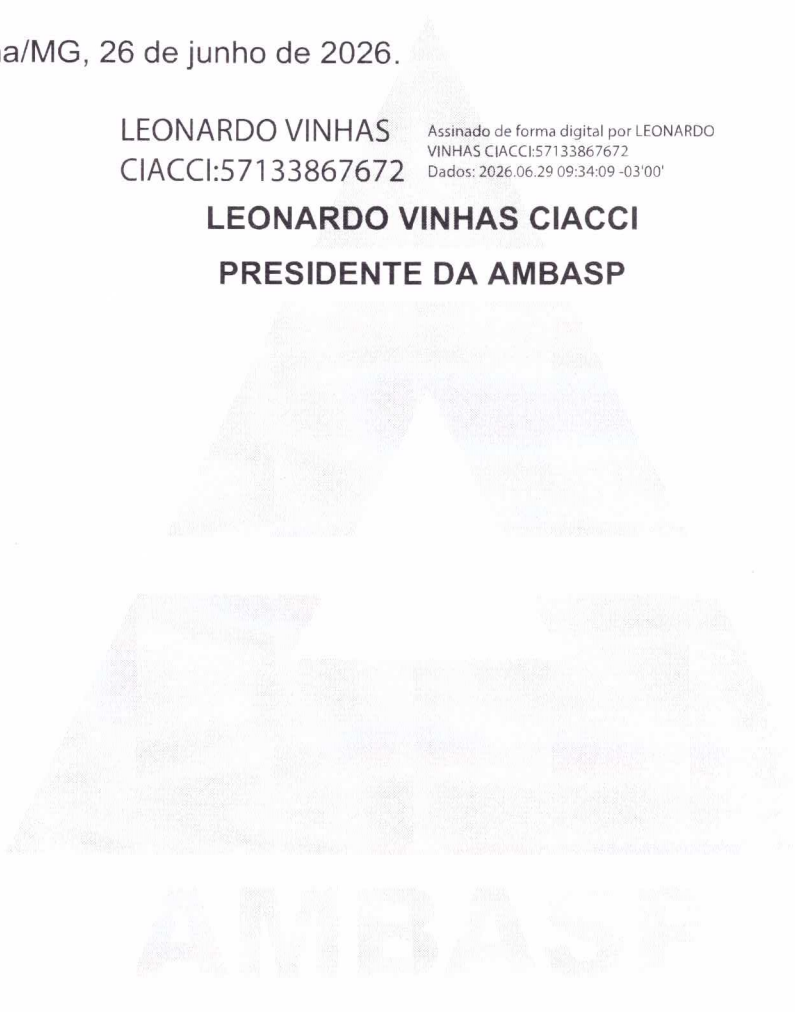 a/MG, 26 de junho de 2026.
LEONARDO VINHAS
CIACCI:57133867672
Assinado de forma digital por LEONARDO
VINHAS CIACCI:57133867672
Dados: 2026.06.29 09:34:09 -03'00'
LEONARDO VINHAS CIACCI
PRESIDENTE DA AMBASP
AMBASP